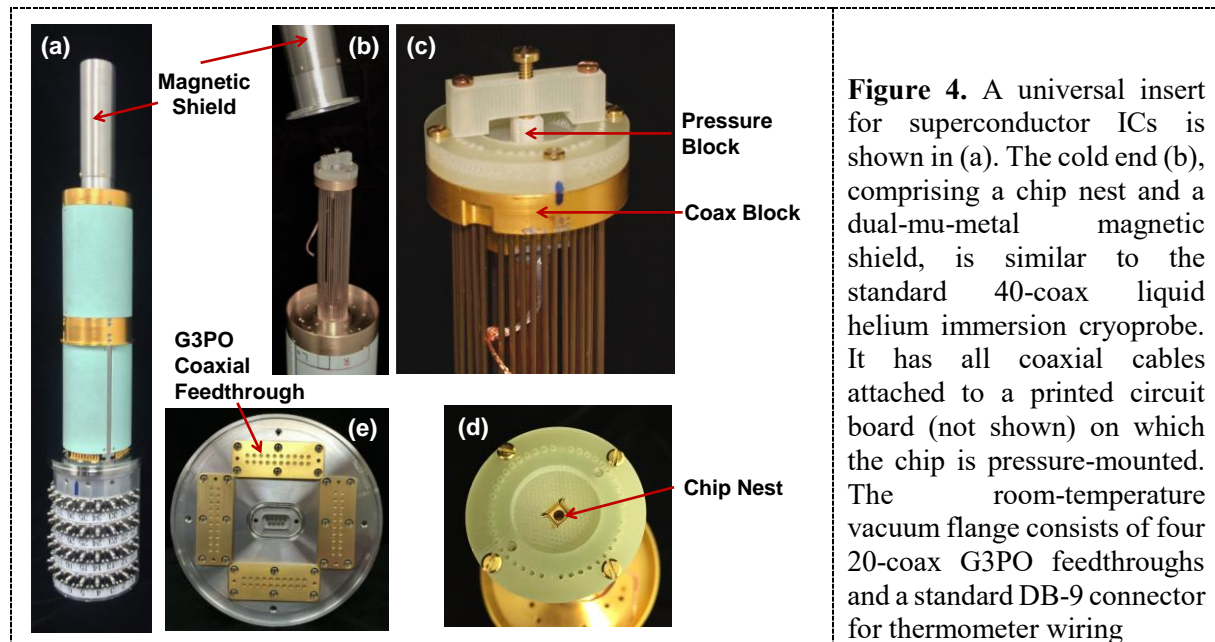 (a)
Magnetic
Shield
(b)
(c)
Pressure
Block
Coax Block
G3PO
Coaxial
Feedthrough
(e)
(d)
Chip Nest
Figure 4. A universal insert
for superconductor ICs is
shown in (a). The cold end (b),
comprising a chip nest and a
dual-mu-metal magnetic
shield, is similar to the
standard 40-coax liquid
helium immersion cryoprobe.
It has all coaxial cables
attached to a printed circuit
board (not shown) on which
the chip is pressure-mounted.
The room-temperature
vacuum flange consists of four
20-coax G3PO feedthroughs
and a standard DB-9 connector
for thermometer wiring